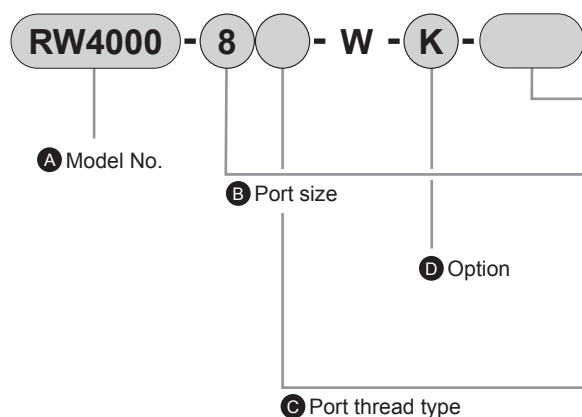 RW4000 - 8 - W - K -
A Model No.
B Port size
D Option
C Port thread type